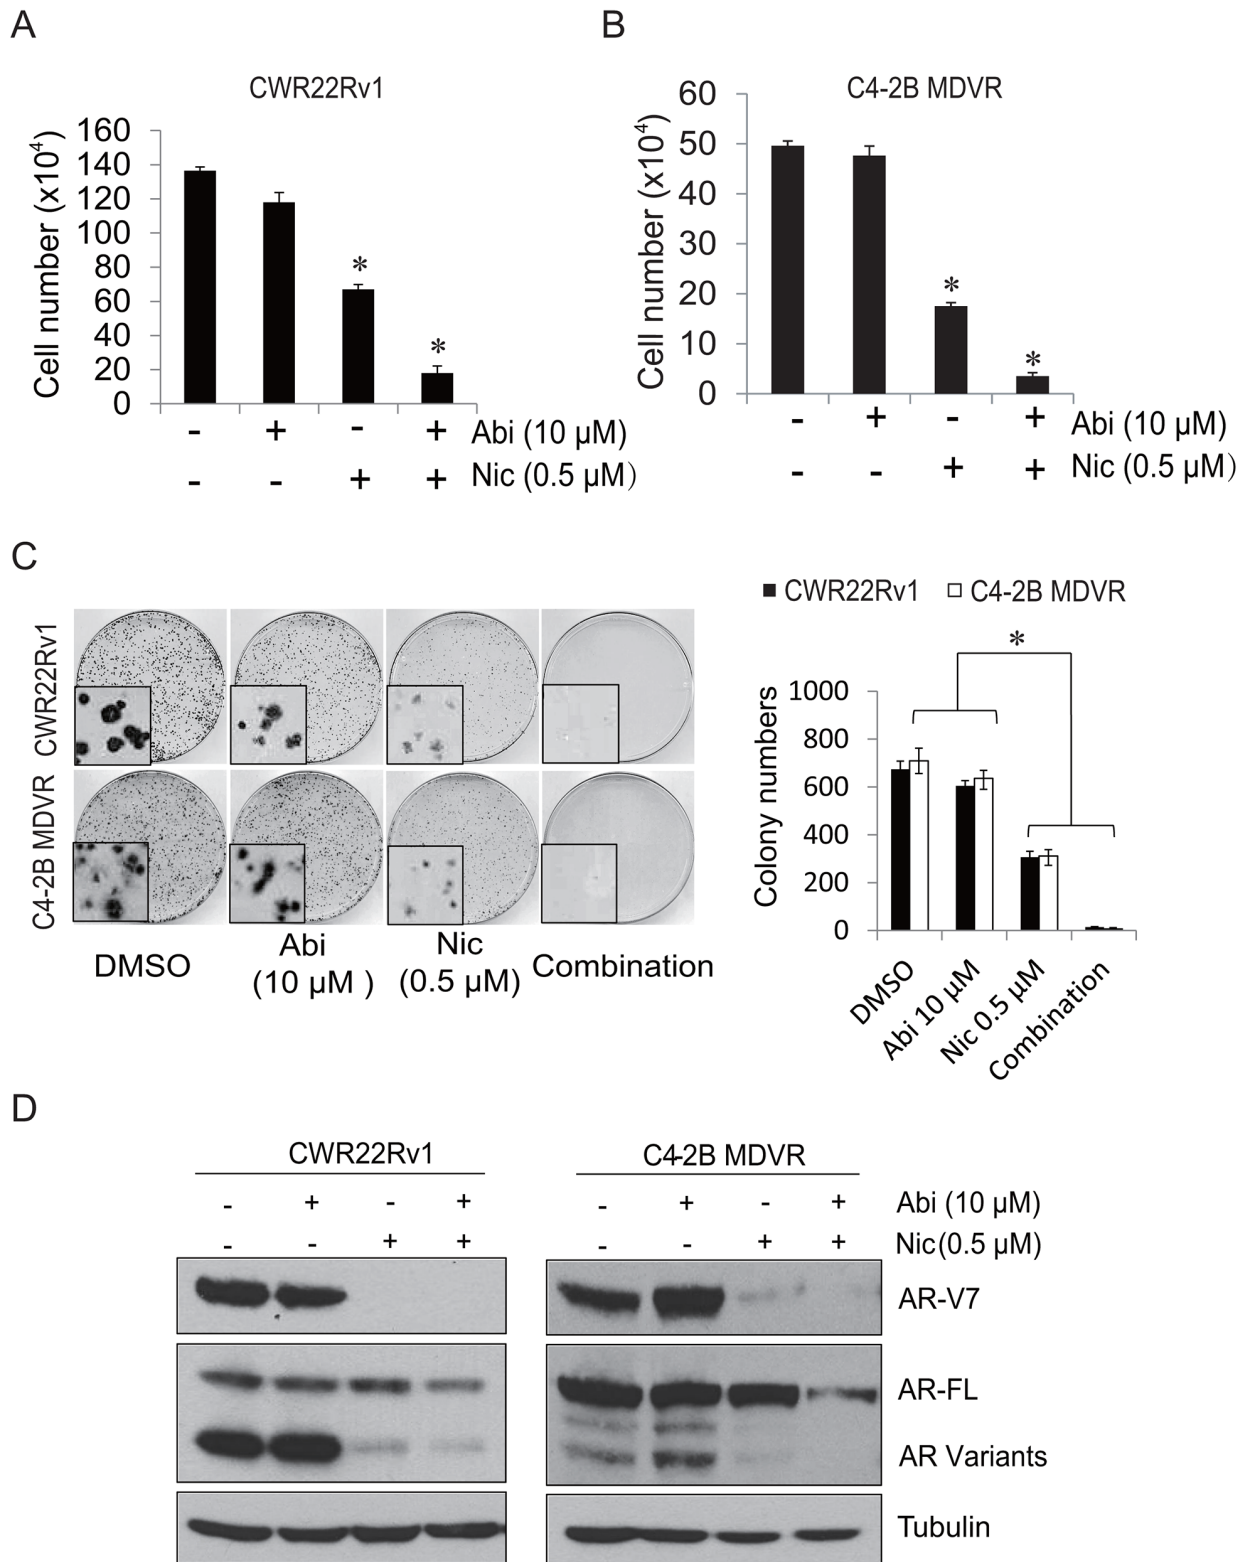 A
CWR22Rv1
Cell number (x10⁴)
160
140
120
100
80
60
40
20
0
*
*
- + - + Abi (10 µM)
- - + + Nic (0.5 µM)
B
C4-2B MDVR
Cell number (x10⁴)
60
50
40
30
20
10
0
*
*
- + - + Abi (10 µM)
- - + + Nic (0.5 µM)
C
CWR22Rv1
C4-2B MDVR
DMSO
Abi
(10 µM )
Nic
(0.5 µM)
Combination
CWR22Rv1 C4-2B MDVR
*
Colony numbers
1000
800
600
400
200
0
DMSO
Abi 10 µM
Nic 0.5 µM
Combination
D
CWR22Rv1 C4-2B MDVR
- + - + - + - + Abi (10 µM)
- - + + - - + + Nic(0.5 µM)
AR-V7
AR-FL
AR Variants
Tubulin